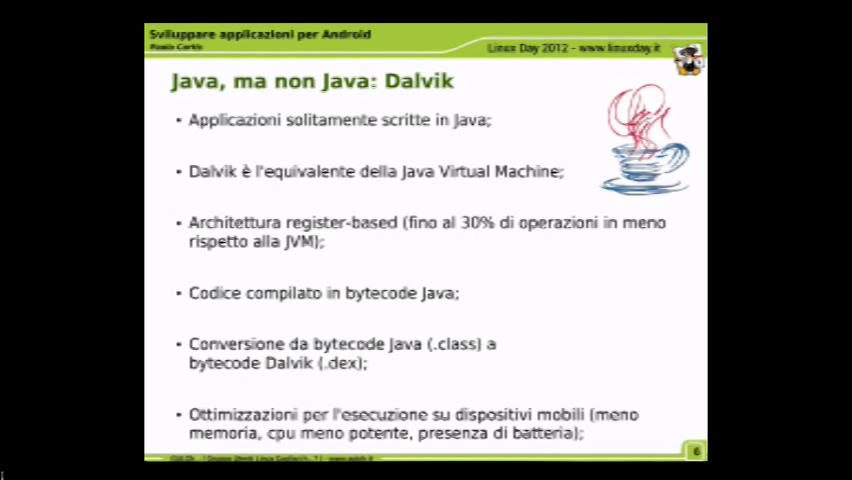 Sviluppare applicazioni per Android
Linux Day 2012 - www.linuxday.it
Java, ma non Java: Dalvik
• Applicazioni solitamente scritte in Java;
• Dalvik è l'equivalente della Java Virtual Machine;
• Architettura register-based (fino al 30% di operazioni in meno
rispetto alla JVM);
• Codice compilato in bytecode Java;
• Conversione da bytecode Java (.class) a
bytecode Dalvik (.dex);
• Ottimizzazioni per l'esecuzione su dispositivi mobili (meno
memoria, cpu meno potente, presenza di batteria);
6